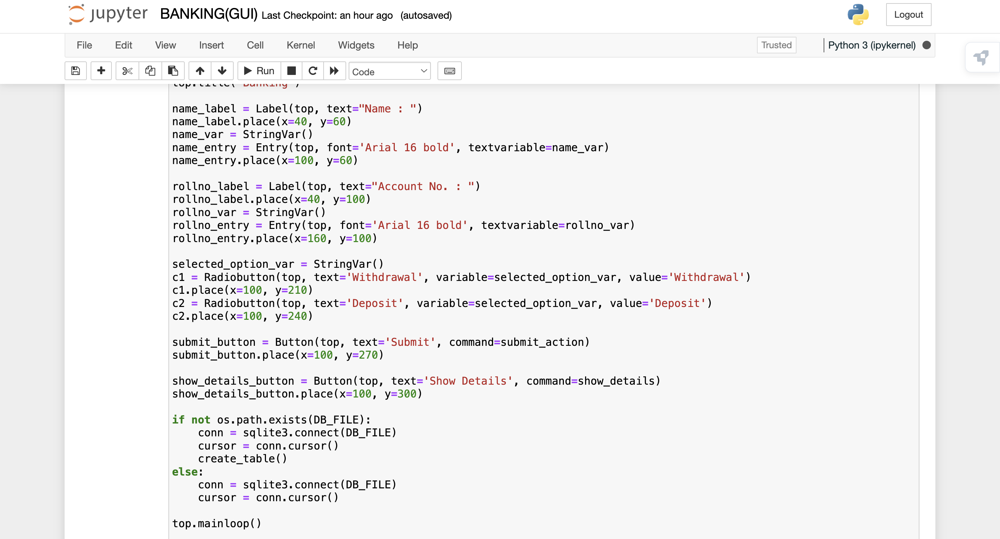 jupyter BANKING(GUI) Last Checkpoint: an hour ago (autosaved)
Logout
File Edit View Insert Cell Kernel Widgets Help
Trusted
Python 3 (ipykernel)
Run
Code
top.title("Banking")
name_label = Label(top, text="Name : ")
name_label.place(x=40, y=60)
name_var = StringVar()
name_entry = Entry(top, font='Arial 16 bold', textvariable=name_var)
name_entry.place(x=100, y=60)
rollno_label = Label(top, text="Account No. : ")
rollno_label.place(x=40, y=100)
rollno_var = StringVar()
rollno_entry = Entry(top, font='Arial 16 bold', textvariable=rollno_var)
rollno_entry.place(x=160, y=100)
selected_option_var = StringVar()
c1 = Radiobutton(top, text='Withdrawal', variable=selected_option_var, value='Withdrawal')
c1.place(x=100, y=210)
c2 = Radiobutton(top, text='Deposit', variable=selected_option_var, value='Deposit')
c2.place(x=100, y=240)
submit_button = Button(top, text='Submit', command=submit_action)
submit_button.place(x=100, y=270)
show_details_button = Button(top, text='Show Details', command=show_details)
show_details_button.place(x=100, y=300)
if not os.path.exists(DB_FILE):
    conn = sqlite3.connect(DB_FILE)
    cursor = conn.cursor()
    create_table()
else:
    conn = sqlite3.connect(DB_FILE)
    cursor = conn.cursor()
top.mainloop()